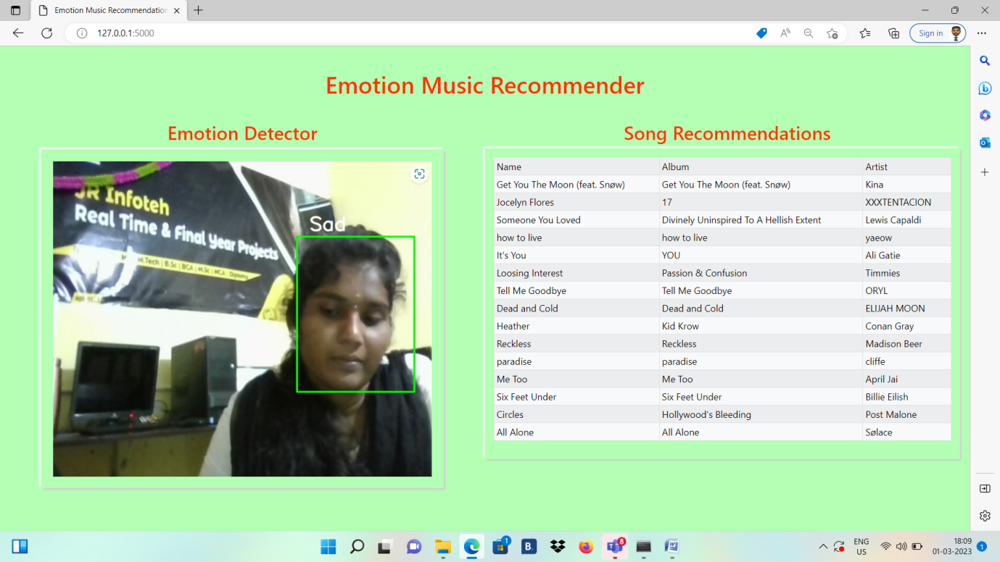 Emotion Music Recommendation
127.0.0.1:5000
Sign in
Emotion Music Recommender
Emotion Detector
Song Recommendations
JR Infoteh
Real Time & Final Year Projects
M.Tech | B.Sc | BCA | M.Sc | MCA | Diploma
Sad
Name Album Artist
Get You The Moon (feat. Snøw) Get You The Moon (feat. Snøw) Kina
Jocelyn Flores 17 XXXTENTACION
Someone You Loved Divinely Uninspired To A Hellish Extent Lewis Capaldi
how to live how to live yaeow
It's You YOU Ali Gatie
Loosing Interest Passion & Confusion Timmies
Tell Me Goodbye Tell Me Goodbye ORYL
Dead and Cold Dead and Cold ELIJAH MOON
Heather Kid Krow Conan Gray
Reckless Reckless Madison Beer
paradise paradise cliffe
Me Too Me Too April Jai
Six Feet Under Six Feet Under Billie Eilish
Circles Hollywood's Bleeding Post Malone
All Alone All Alone Sølace
1
B.
8
ENG
US
18:09
01-03-2023
1